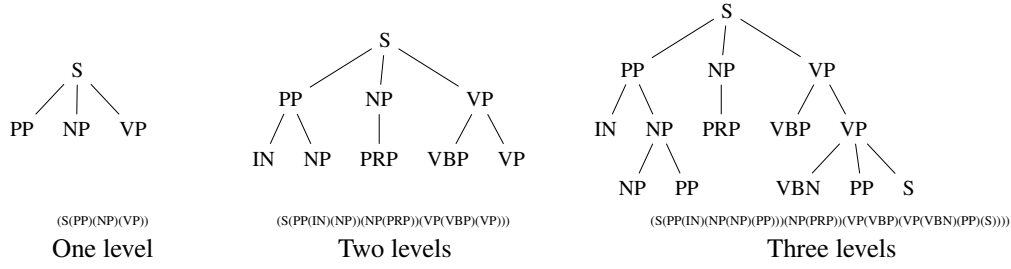 S
PP NP VP
(S(PP)(NP)(VP))
One level
S
PP NP VP
IN NP PRP VBP VP
(S(PP(IN)(NP))(NP(PRP))(VP(VBP)(VP)))
Two levels
S
PP NP VP
IN NP PRP VBP VP
NP PP VBN PP S
(S(PP(IN)(NP(NP)(PP)))(NP(PRP))(VP(VBP)(VP(VBN)(PP)(S))))
Three levels